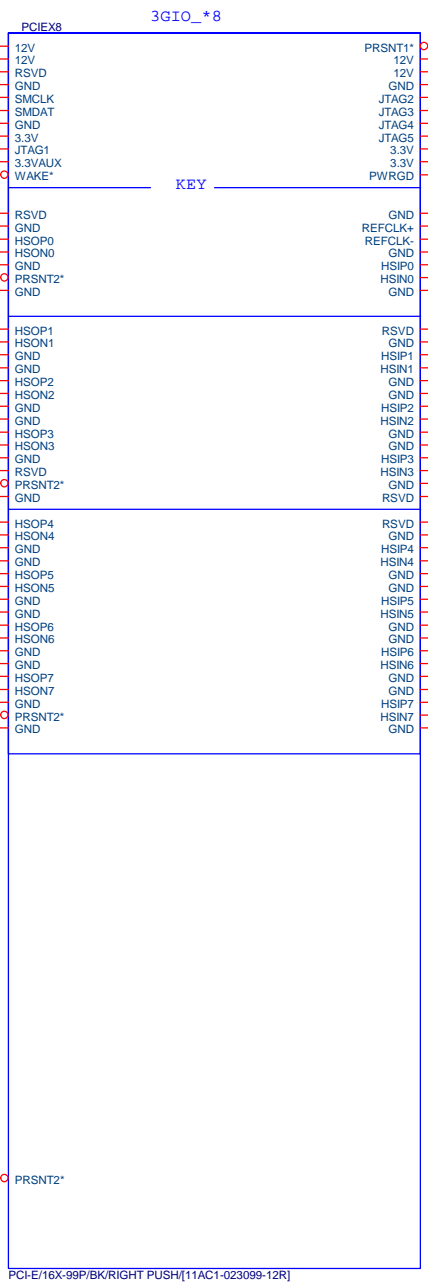 3GIO_*8
PCIEX8
12V PRSNT1*
12V 12V
RSVD 12V
GND GND
SMCLK JTAG2
SMDAT JTAG3
GND JTAG4
3.3V JTAG5
JTAG1 3.3V
3.3VAUX 3.3V
WAKE* PWRGD
KEY
RSVD GND
GND REFCLK+
HSOP0 REFCLK-
HSON0 GND
GND HSIP0
PRSNT2* HSIN0
GND GND
HSOP1 RSVD
HSON1 GND
GND HSIP1
GND HSIN1
HSOP2 GND
HSON2 GND
GND HSIP2
GND HSIN2
HSOP3 GND
HSON3 GND
GND HSIP3
RSVD HSIN3
PRSNT2* GND
GND RSVD
HSOP4 RSVD
HSON4 GND
GND HSIP4
GND HSIN4
HSOP5 GND
HSON5 GND
GND HSIP5
GND HSIN5
HSOP6 GND
HSON6 GND
GND HSIP6
GND HSIN6
HSOP7 GND
HSON7 GND
GND HSIP7
PRSNT2* HSIN7
GND GND
PRSNT2*
PCI-E/16X-99P/BK/RIGHT PUSH/[11AC1-023099-12R]